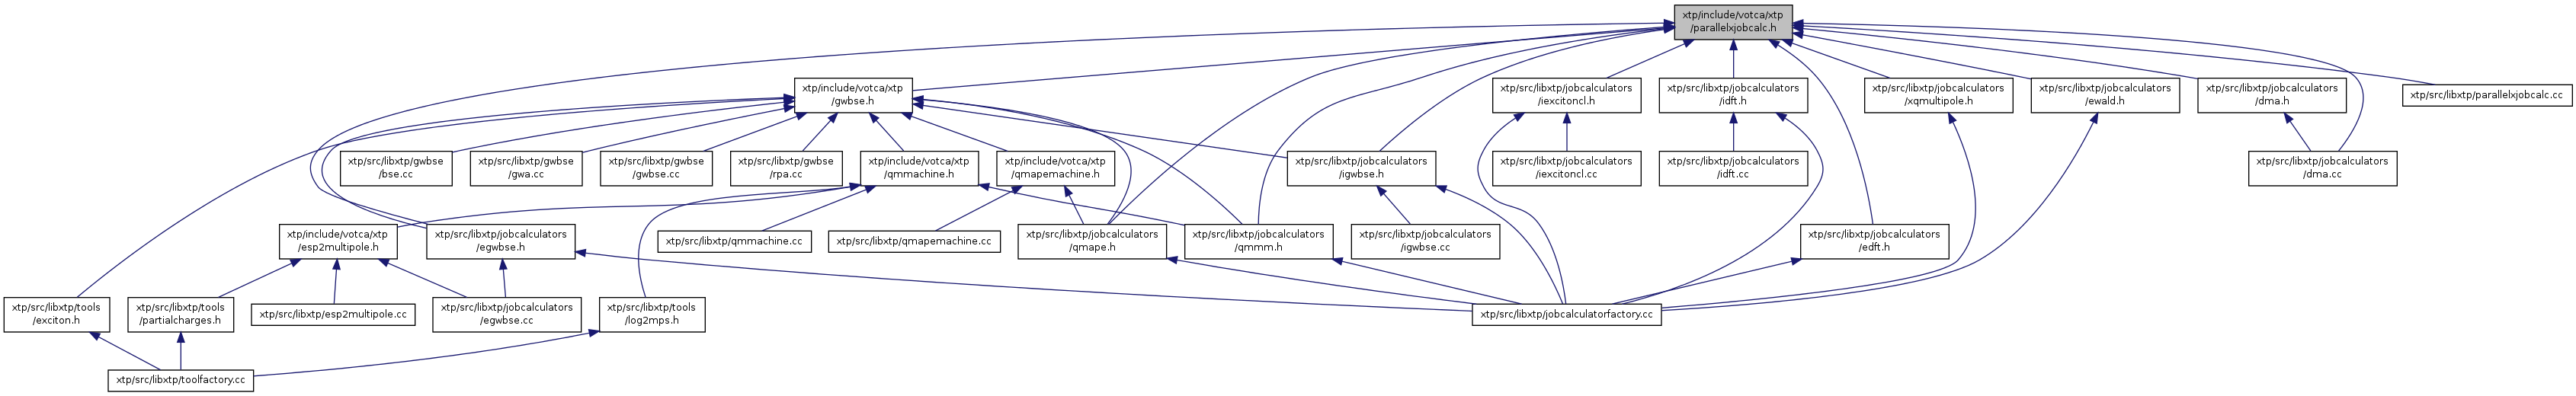 xtp/include/votca/xtp
/parallelxjobcalc.h
xtp/include/votca/xtp
/gwbse.h
xtp/src/libxtp/jobcalculators
/iexcitoncl.h
xtp/src/libxtp/jobcalculators
/idft.h
xtp/src/libxtp/jobcalculators
/xqmultipole.h
xtp/src/libxtp/jobcalculators
/ewald.h
xtp/src/libxtp/jobcalculators
/dma.h
xtp/src/libxtp/parallelxjobcalc.cc
xtp/src/libxtp/gwbse
/bse.cc
xtp/src/libxtp/gwbse
/gwa.cc
xtp/src/libxtp/gwbse
/gwbse.cc
xtp/src/libxtp/gwbse
/rpa.cc
xtp/include/votca/xtp
/qmmachine.h
xtp/include/votca/xtp
/qmapemachine.h
xtp/src/libxtp/jobcalculators
/igwbse.h
xtp/src/libxtp/jobcalculators
/iexcitoncl.cc
xtp/src/libxtp/jobcalculators
/idft.cc
xtp/src/libxtp/jobcalculators
/dma.cc
xtp/include/votca/xtp
/esp2multipole.h
xtp/src/libxtp/jobcalculators
/egwbse.h
xtp/src/libxtp/qmmachine.cc
xtp/src/libxtp/qmapemachine.cc
xtp/src/libxtp/jobcalculators
/qmape.h
xtp/src/libxtp/jobcalculators
/qmmm.h
xtp/src/libxtp/jobcalculators
/igwbse.cc
xtp/src/libxtp/jobcalculators
/edft.h
xtp/src/libxtp/tools
/exciton.h
xtp/src/libxtp/tools
/partialcharges.h
xtp/src/libxtp/esp2multipole.cc
xtp/src/libxtp/jobcalculators
/egwbse.cc
xtp/src/libxtp/tools
/log2mps.h
xtp/src/libxtp/jobcalculatorfactory.cc
xtp/src/libxtp/toolfactory.cc